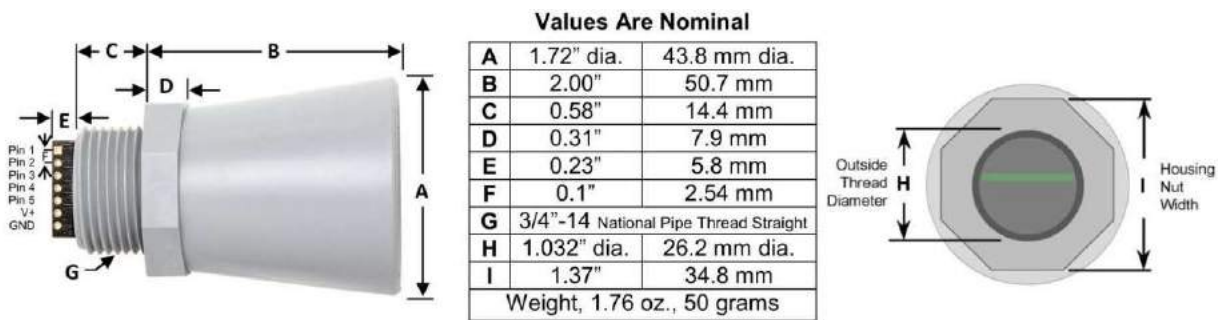 Values Are Nominal
C
B
D
E
F
A
G
Pin 1
Pin 2
Pin 3
Pin 4
Pin 5
V+
GND
A 1.72” dia. 43.8 mm dia.
B 2.00” 50.7 mm
C 0.58” 14.4 mm
D 0.31” 7.9 mm
E 0.23” 5.8 mm
F 0.1” 2.54 mm
G 3/4”-14 National Pipe Thread Straight
H 1.032” dia. 26.2 mm dia.
I 1.37” 34.8 mm
Weight, 1.76 oz., 50 grams
Outside
Thread
Diameter
H
I
Housing
Nut
Width